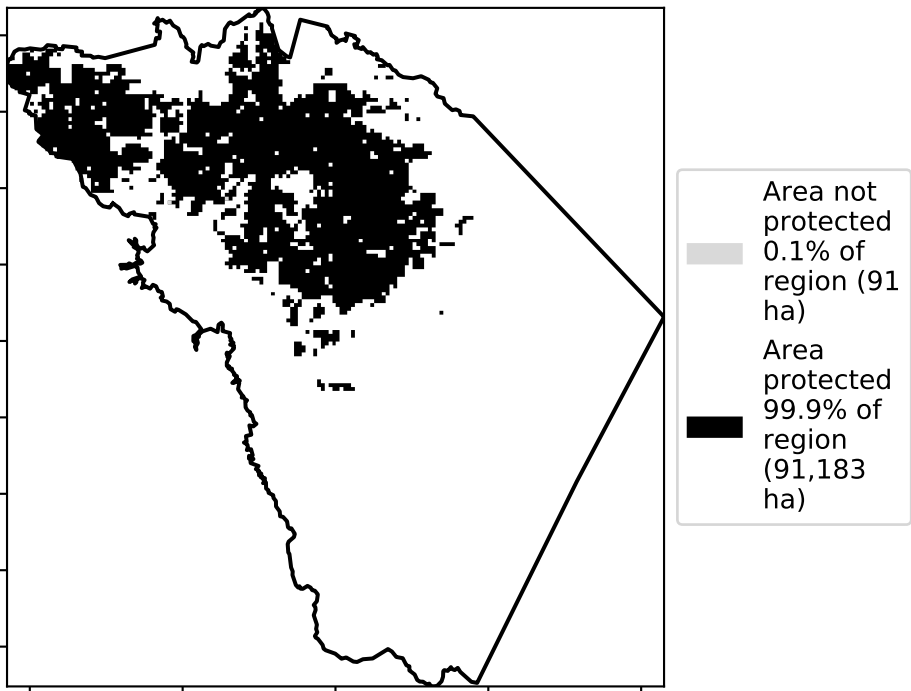 Area not
protected
0.1% of
region (91
ha)
Area
protected
99.9% of
region
(91,183
ha)